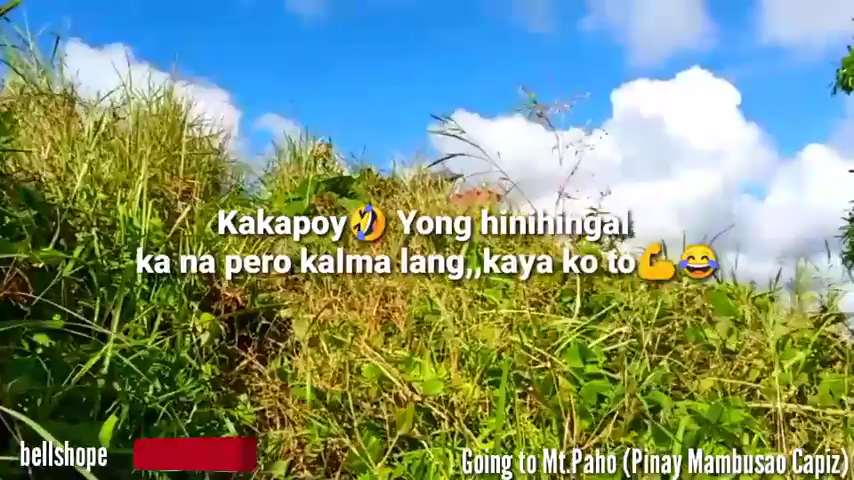 Kakapoy🤣 Yong hinihingal
ka na pero kalma lang,,kaya ko to💪😂
bellshope
Going to Mt.Paho (Pinay Mambusao Capiz)